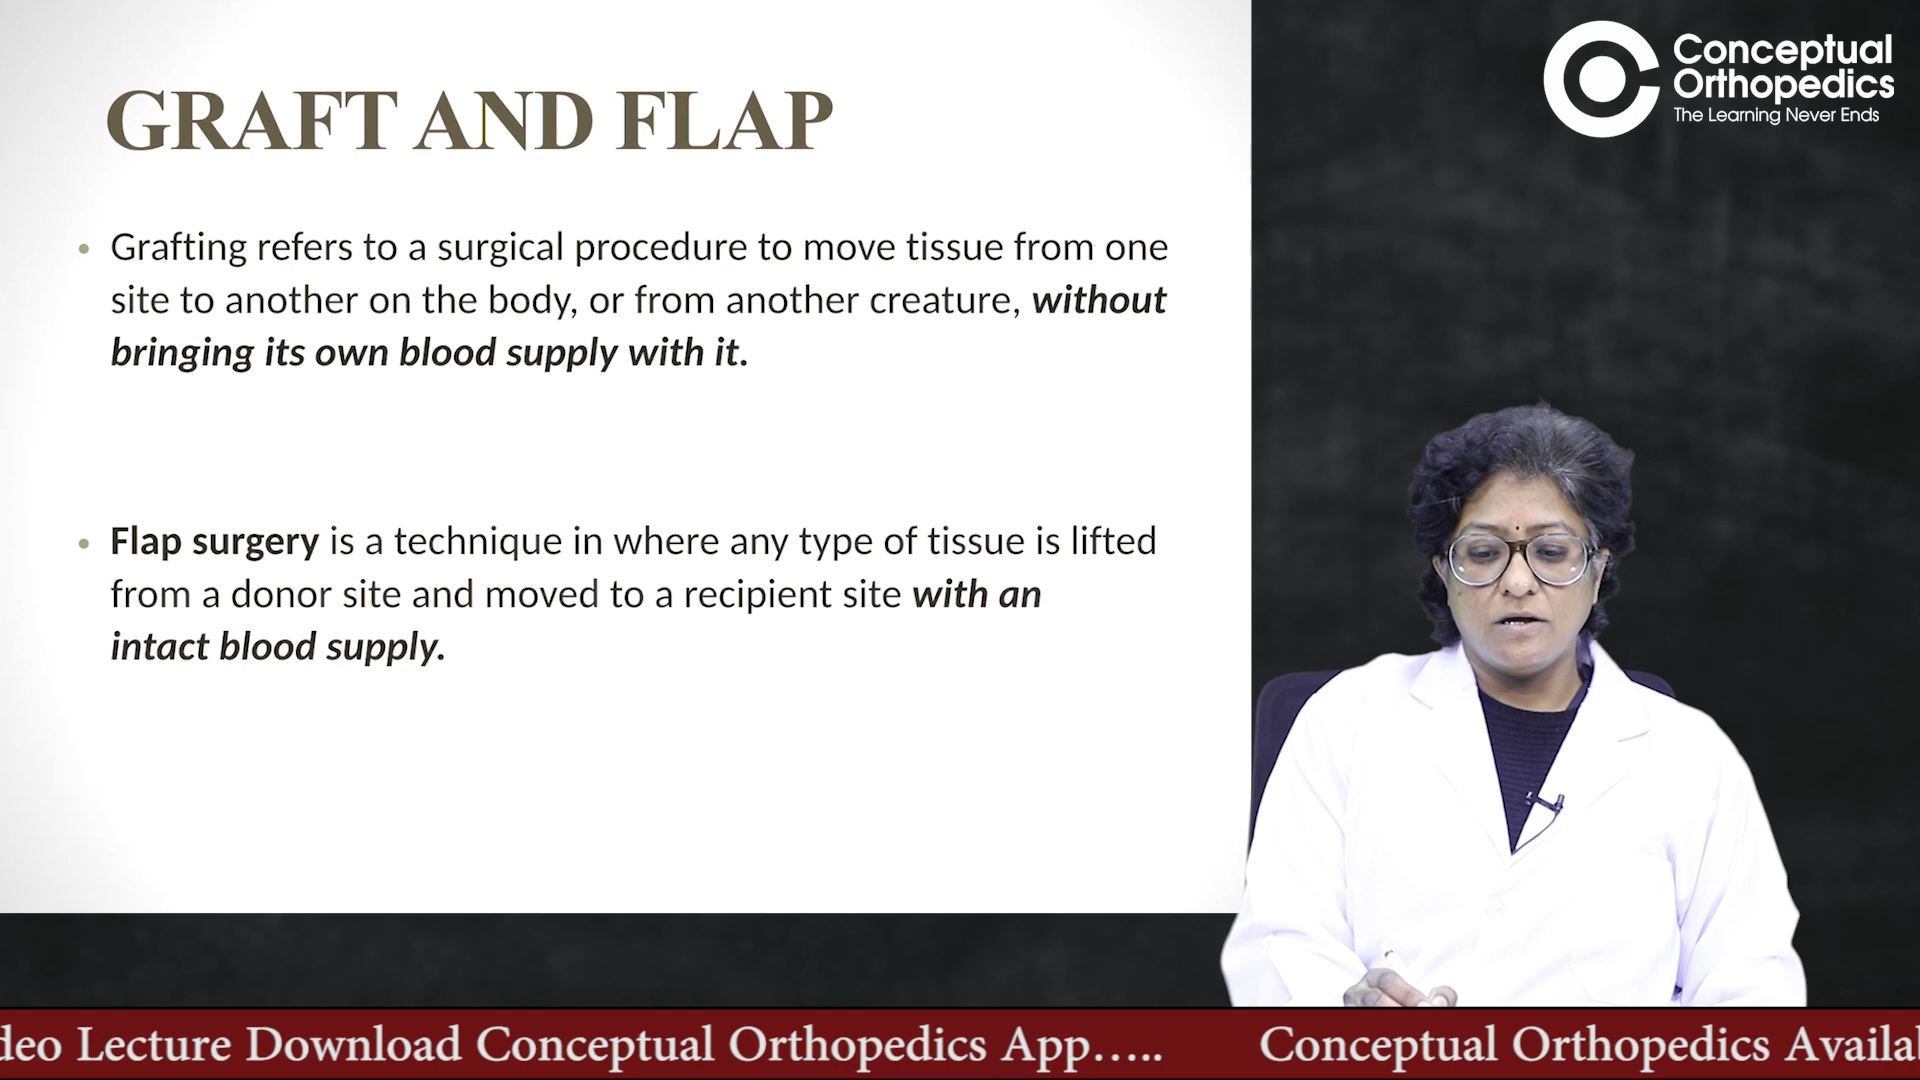 GRAFT AND FLAP
Conceptual
Orthopedics
The Learning Never Ends
• Grafting refers to a surgical procedure to move tissue from one
site to another on the body, or from another creature, without
bringing its own blood supply with it.
• Flap surgery is a technique in where any type of tissue is lifted
from a donor site and moved to a recipient site with an
intact blood supply.
Lecture Download Conceptual Orthopedics App.....
Conceptual Orthopedics